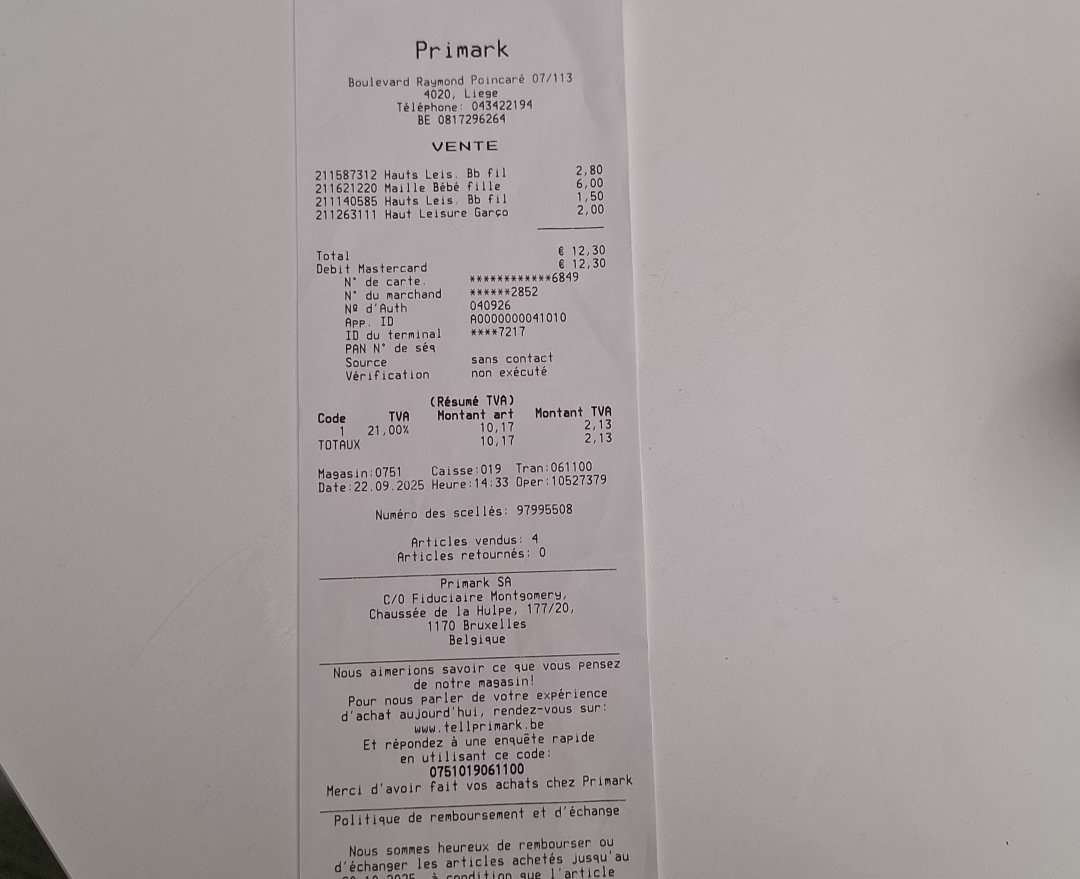 Primark
Boulevard Raymond Poincaré 07/113
4020, Liege
Téléphone: 043422194
BE 0817296264
VENTE
211587312 Hauts Leis. Bb fil 2,80
211621220 Maille Bébé fille 6,00
211140585 Hauts Leis. Bb fil 1,50
211263111 Haut Leisure Garço 2,00
Total € 12,30
Debit Mastercard € 12,30
N° de carte. ************6849
N° du marchand ******2852
Nº d'Auth 040926
App. ID A0000000041010
ID du terminal ****7217
PAN N° de séq
Source sans contact
Vérification non exécuté
(Résumé TVA)
Code TVA Montant art Montant TVA
1 21,00% 10,17 2,13
TOTAUX 10,17 2,13
Magasin:0751 Caisse:019 Tran:061100
Date:22.09.2025 Heure:14:33 Oper:10527379
Numéro des scellés: 97995508
Articles vendus: 4
Articles retournés: 0
Primark SA
C/O Fiduciaire Montgomery,
Chaussée de la Hulpe, 177/20,
1170 Bruxelles
Belgique
Nous aimerions savoir ce que vous pensez
de notre magasin!
Pour nous parler de votre expérience
d'achat aujourd'hui, rendez-vous sur:
www.tellprimark.be
Et répondez à une enquête rapide
en utilisant ce code:
0751019061100
Merci d'avoir fait vos achats chez Primark
Politique de remboursement et d'échange
Nous sommes heureux de rembourser ou
d'échanger les articles achetés jusqu'au
à condition que l'article